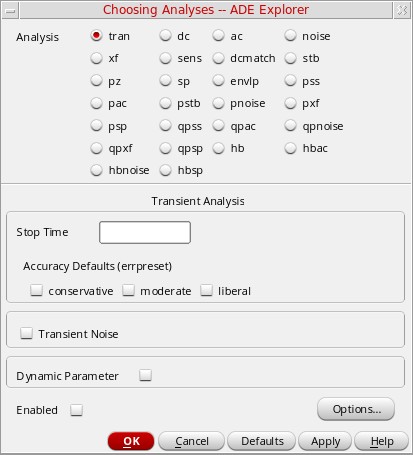 Choosing Analyses -- ADE Explorer
Analysis tran dc ac noise
xf sens dcmatch stb
pz sp envlp pss
pac pstb pnoise pxf
psp qpss qpac qpnoise
qpxf qpsp hb hbac
hbnoise hbsp
Transient Analysis
Stop Time
Accuracy Defaults (errpreset)
conservative moderate liberal
Transient Noise
Dynamic Parameter
Enabled Options...
OK Cancel Defaults Apply Help